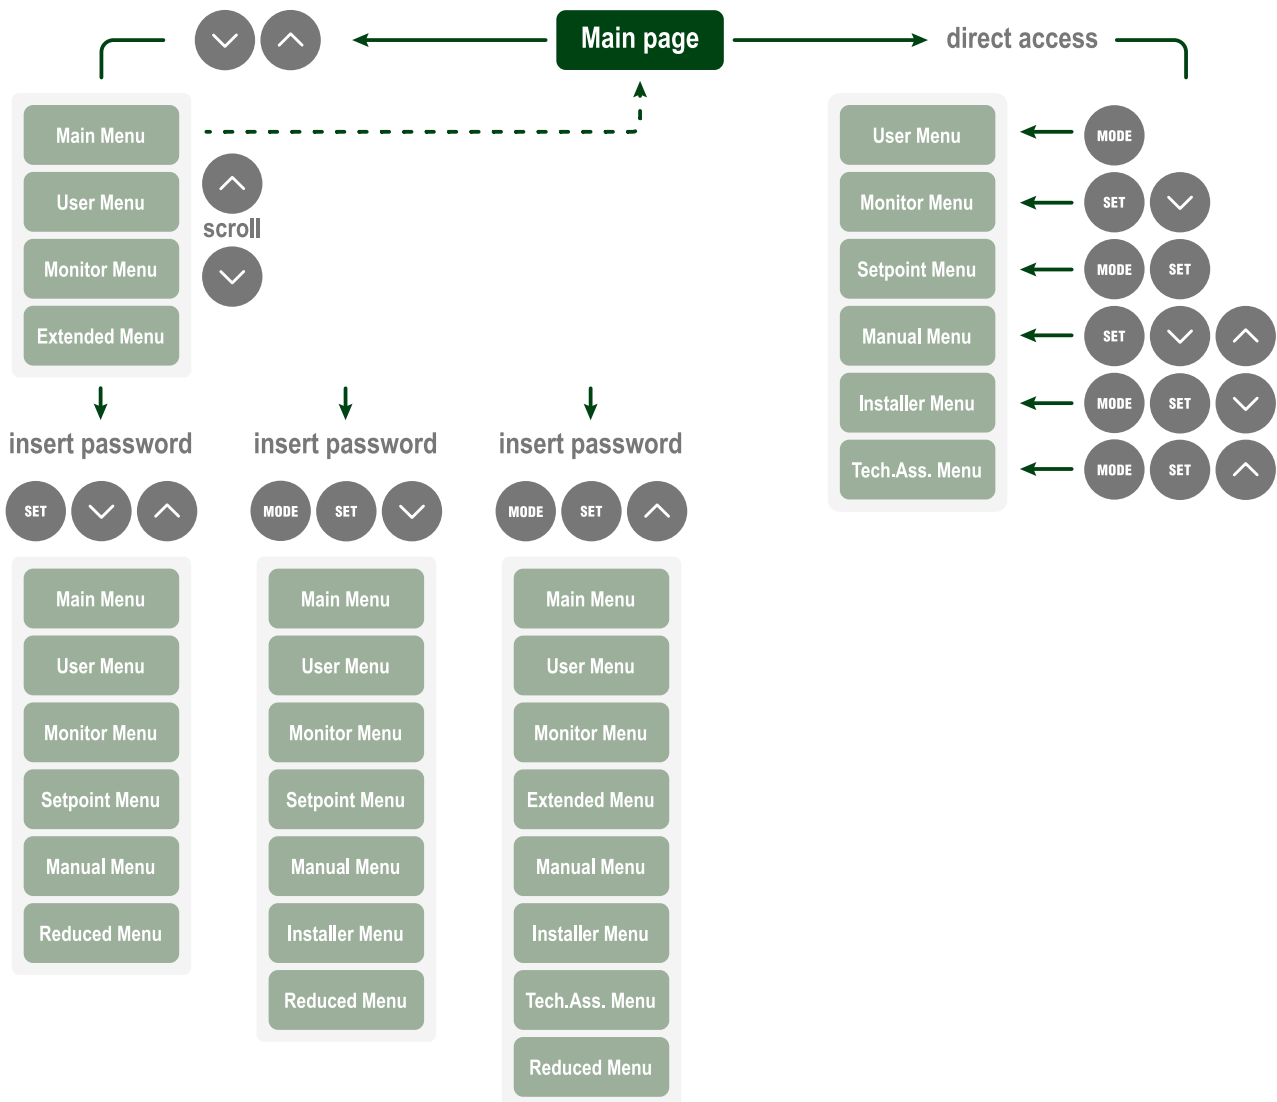 Main page
direct access
Main Menu
User Menu
Monitor Menu
Extended Menu
scroll
User Menu
MODE
Monitor Menu
SET
Setpoint Menu
MODE SET
Manual Menu
SET
Installer Menu
MODE SET
Tech.Ass. Menu
MODE SET
insert password
SET
Main Menu
User Menu
Monitor Menu
Setpoint Menu
Manual Menu
Reduced Menu
insert password
MODE SET
Main Menu
User Menu
Monitor Menu
Setpoint Menu
Manual Menu
Installer Menu
Reduced Menu
insert password
MODE SET
Main Menu
User Menu
Monitor Menu
Extended Menu
Manual Menu
Installer Menu
Tech.Ass. Menu
Reduced Menu